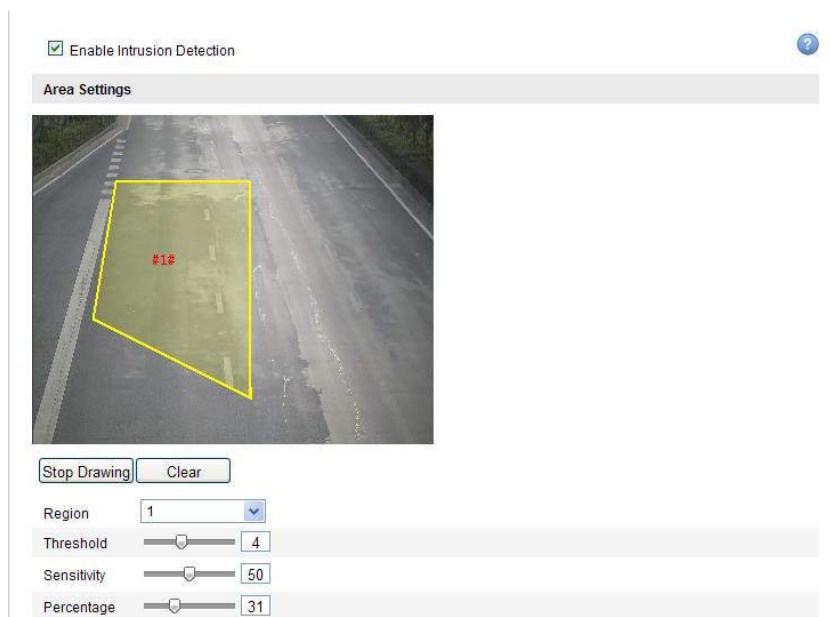 Enable Intrusion Detection
?
Area Settings
#1#
Stop Drawing Clear
Region 1
Threshold 4
Sensitivity 50
Percentage 31